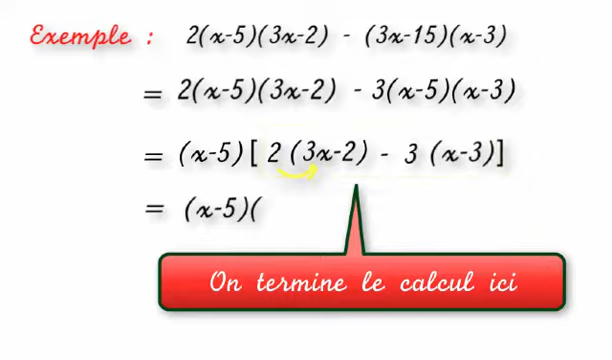 Exemple : 2(x-5)(3x-2) - (3x-15)(x-3)
= 2(x-5)(3x-2) - 3(x-5)(x-3)
= (x-5)[ 2 (3x-2) - 3 (x-3)]
= (x-5)(
On termine le calcul ici